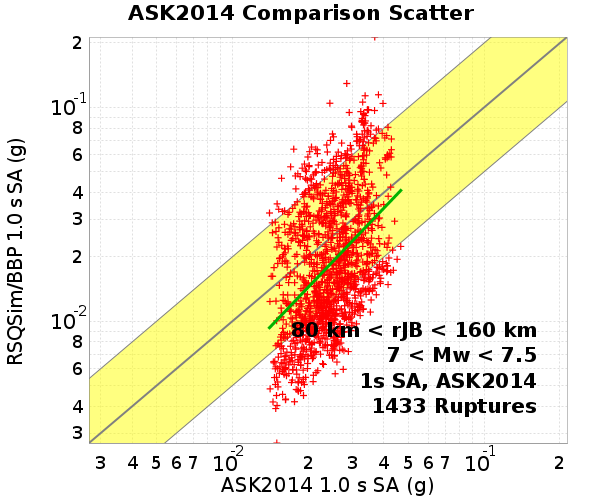 ASK2014 Comparison Scatter
RSQSim/BBP 1.0 s SA (g)
2
10-1
8
6
4
3
2
10-2
8
6
4
3
80 km < rJB < 160 km
7 < Mw < 7.5
1s SA, ASK2014
1433 Ruptures
3 4 5 6 7 10-2 2 3 4 5 6 7 10-1 2
ASK2014 1.0 s SA (g)